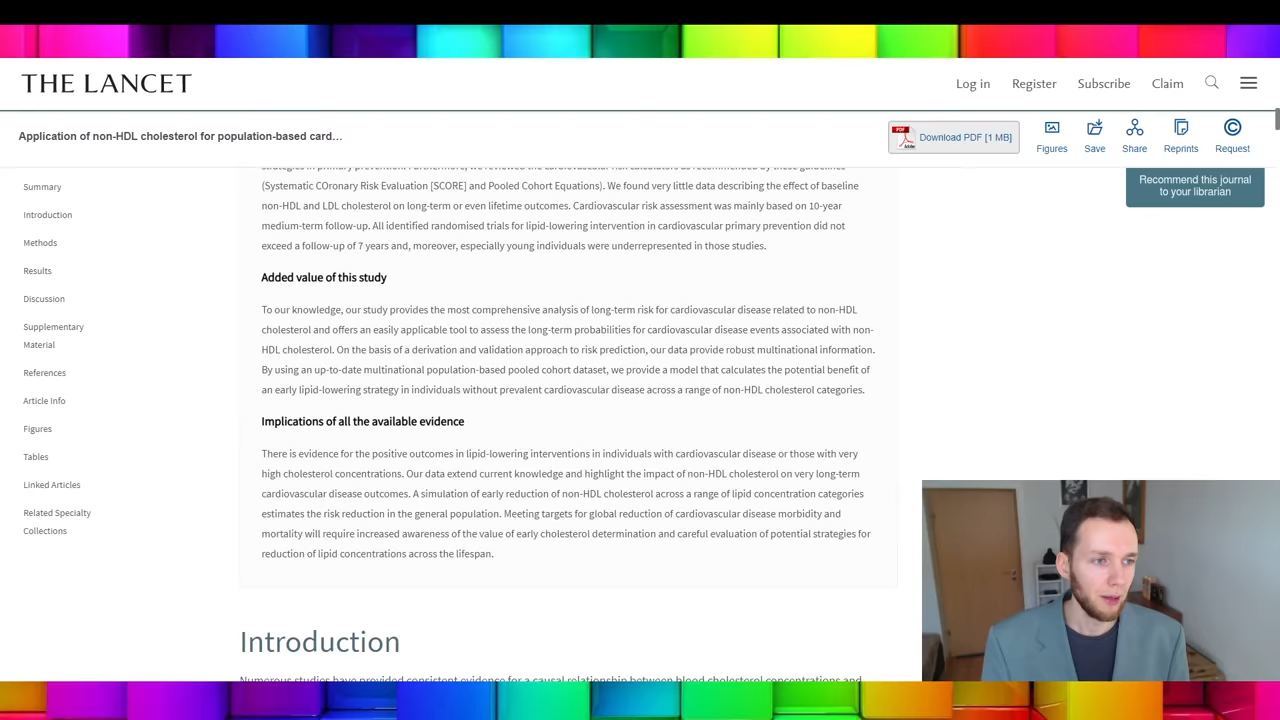 THE LANCET
Log in Register Subscribe Claim
Application of non-HDL cholesterol for population-based card...
Download PDF [1 MB]
Figures Save Share Reprints Request
Recommend this journal
to your librarian
Summary
Introduction
Methods
Results
Discussion
Supplementary
Material
References
Article Info
Figures
Tables
Linked Articles
Related Specialty
Collections
(Systematic COronary Risk Evaluation [SCORE] and Pooled Cohort Equations). We found very little data describing the effect of baseline
non-HDL and LDL cholesterol on long-term or even lifetime outcomes. Cardiovascular risk assessment was mainly based on 10-year
medium-term follow-up. All identified randomised trials for lipid-lowering intervention in cardiovascular primary prevention did not
exceed a follow-up of 7 years and, moreover, especially young individuals were underrepresented in those studies.
Added value of this study
To our knowledge, our study provides the most comprehensive analysis of long-term risk for cardiovascular disease related to non-HDL
cholesterol and offers an easily applicable tool to assess the long-term probabilities for cardiovascular disease events associated with non-
HDL cholesterol. On the basis of a derivation and validation approach to risk prediction, our data provide robust multinational information.
By using an up-to-date multinational population-based pooled cohort dataset, we provide a model that calculates the potential benefit of
an early lipid-lowering strategy in individuals without prevalent cardiovascular disease across a range of non-HDL cholesterol categories.
Implications of all the available evidence
There is evidence for the positive outcomes in lipid-lowering interventions in individuals with cardiovascular disease or those with very
high cholesterol concentrations. Our data extend current knowledge and highlight the impact of non-HDL cholesterol on very long-term
cardiovascular disease outcomes. A simulation of early reduction of non-HDL cholesterol across a range of lipid concentration categories
estimates the risk reduction in the general population. Meeting targets for global reduction of cardiovascular disease morbidity and
mortality will require increased awareness of the value of early cholesterol determination and careful evaluation of potential strategies for
reduction of lipid concentrations across the lifespan.
Introduction
Numerous studies have provided consistent evidence for a causal relationship between blood cholesterol concentrations and